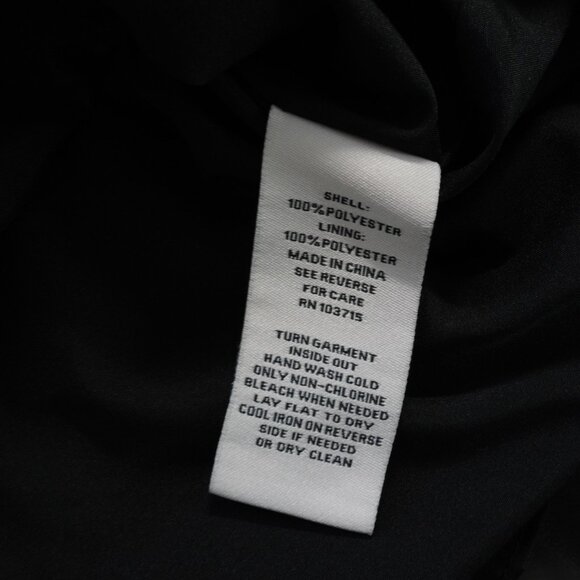 SHELL:
100% POLYESTER
LINING:
100% POLYESTER
MADE IN CHINA
SEE REVERSE
FOR CARE
RN 103715
TURN GARMENT
INSIDE OUT
HAND WASH COLD
ONLY NON-CHLORINE
BLEACH WHEN NEEDED
LAY FLAT TO DRY
COOL IRON ON REVERSE
SIDE IF NEEDED
OR DRY CLEAN